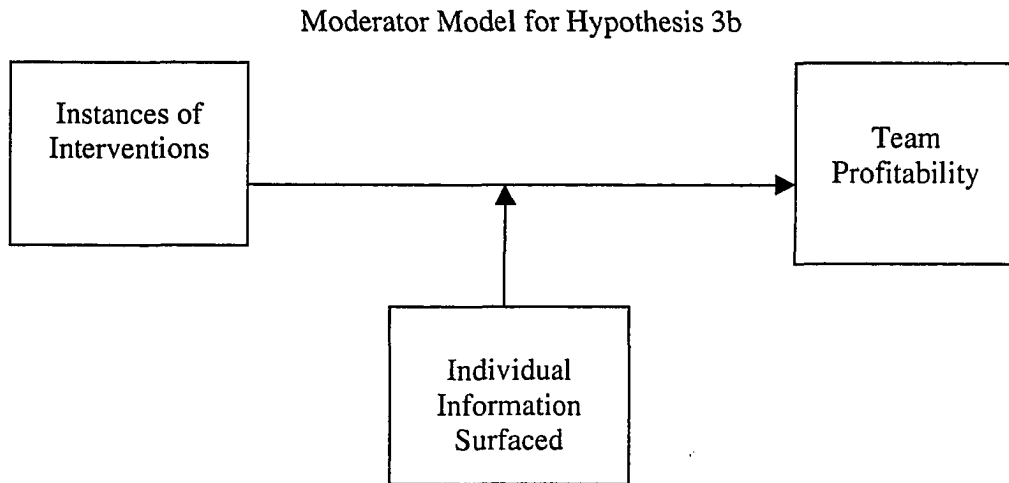 Moderator Model for Hypothesis 3b
Instances of
Interventions
Team
Profitability
Individual
Information
Surfaced